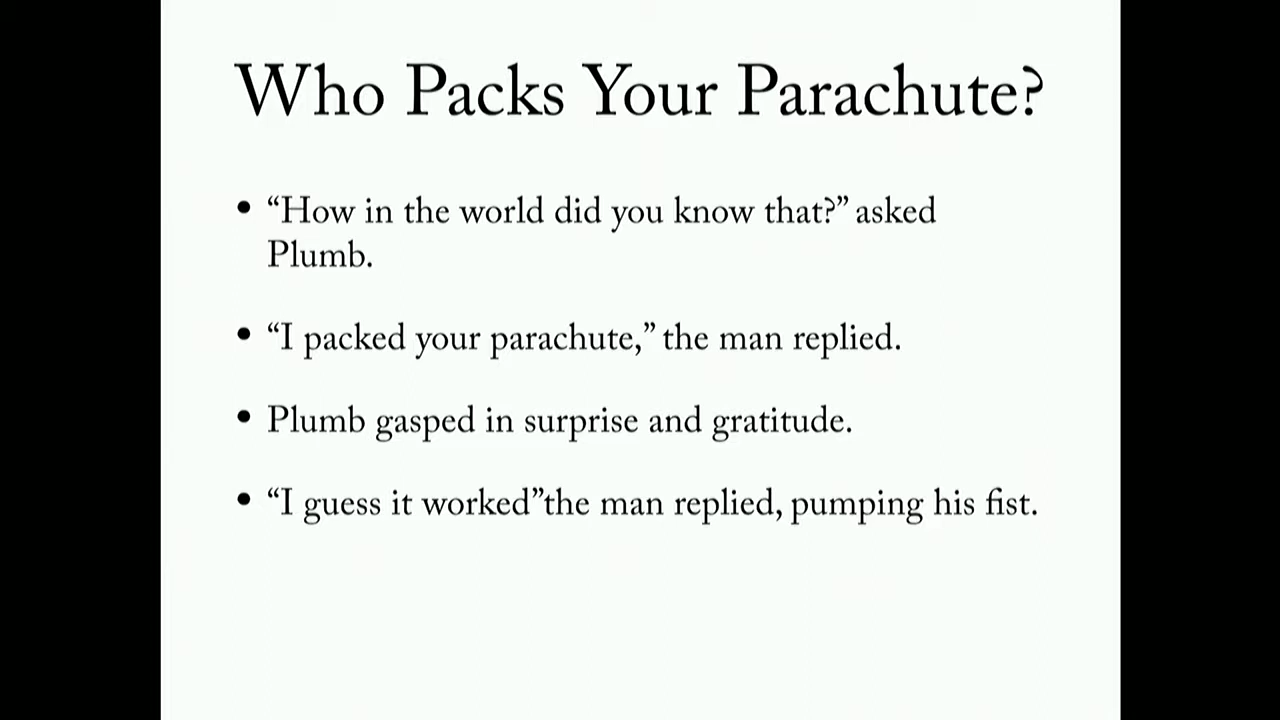 Who Packs Your Parachute?
• “How in the world did you know that?” asked
Plumb.
• “I packed your parachute,” the man replied.
• Plumb gasped in surprise and gratitude.
• “I guess it worked”the man replied, pumping his fist.